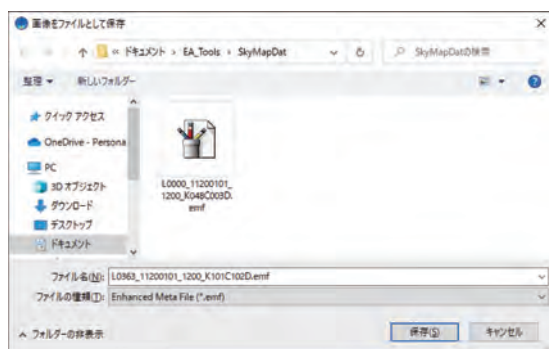 画像をファイルとして保存
« ドキュメント > EA_Tools > SkyMapDat
SkyMapDatの検索
整理
新しいフォルダー
クイック アクセス
OneDrive - Persona
PC
3D オブジェクト
ダウンロード
デスクトップ
ドキュメント
L0000_11200101_
1200_K048C003D.
emf
ファイル名(N): L0363_11200101_1200_K101C102D.emf
ファイルの種類(T): Enhanced Meta File (*.emf)
フォルダーの非表示
保存(S)
キャンセル